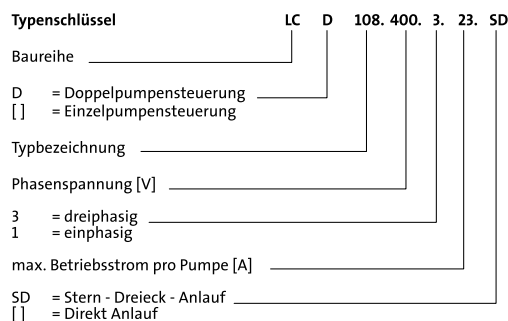 Typenschlüssel LC D 108. 400. 3. 23. SD
Baureihe
D = Doppelpumpensteuerung
[ ] = Einzelpumpensteuerung
Typbezeichnung
Phasenspannung [V]
3 = dreiphasig
1 = einphasig
max. Betriebsstrom pro Pumpe [A]
SD = Stern - Dreieck - Anlauf
[ ] = Direkt Anlauf